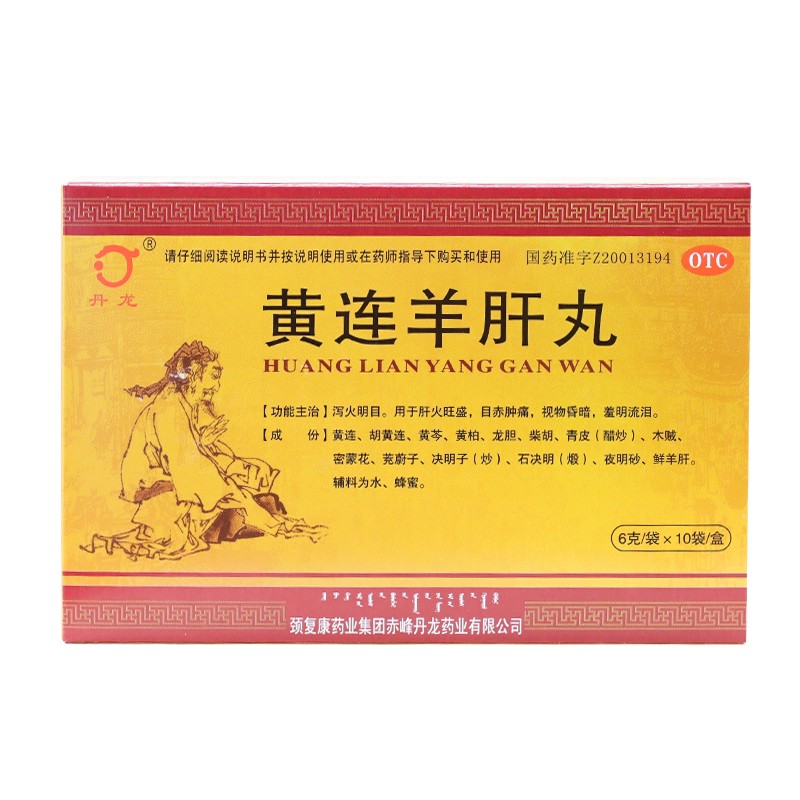 丹龙
®
请仔细阅读说明书并按说明使用或在药师指导下购买和使用
国药准字Z20013194
OTC
黄连羊肝丸
HUANG LIAN YANG GAN WAN
【功能主治】泻火明目。用于肝火旺盛，目赤肿痛，视物昏暗，羞明流泪。
【成　份】黄连、胡黄连、黄芩、黄柏、龙胆、柴胡、青皮（醋炒）、木贼、
密蒙花、茺蔚子、决明子（炒）、石决明（煅）、夜明砂、鲜羊肝。
辅料为水、蜂蜜。
6克/袋×10袋/盒
颈复康药业集团赤峰丹龙药业有限公司